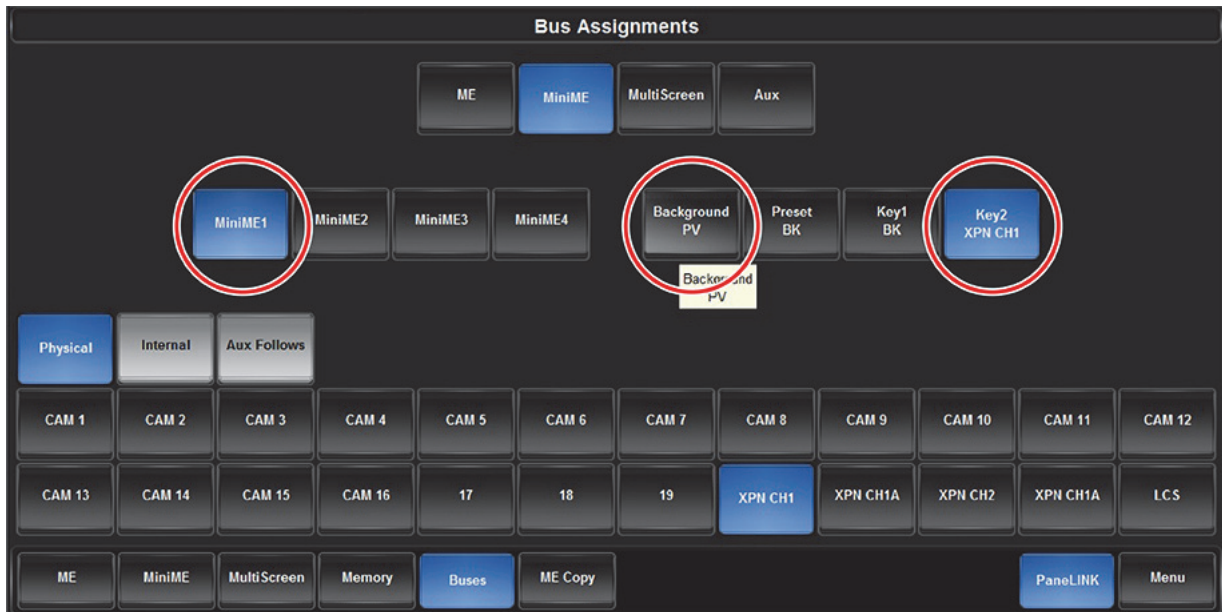 Bus Assignments
ME MiniME MultiScreen Aux
MiniME1 MiniME2 MiniME3 MiniME4 Background Preset Key1 Key2
PV BK BK XPN CH1
Background
PV
Physical Internal Aux Follows
CAM 1 CAM 2 CAM 3 CAM 4 CAM 5 CAM 6 CAM 7 CAM 8 CAM 9 CAM 10 CAM 11 CAM 12
CAM 13 CAM 14 CAM 15 CAM 16 17 18 19 XPN CH1 XPN CH1A XPN CH2 XPN CH1A LCS
ME MiniME MultiScreen Memory Buses ME Copy PaneLINK Menu